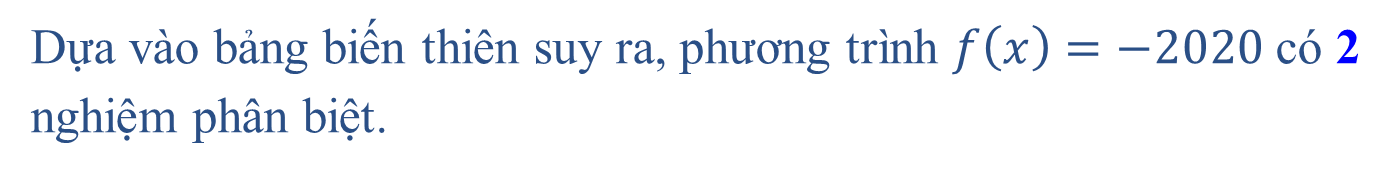 Dựa vào bảng biến thiên suy ra, phương trình f(x) = −2020 có 2
nghiệm phân biệt.